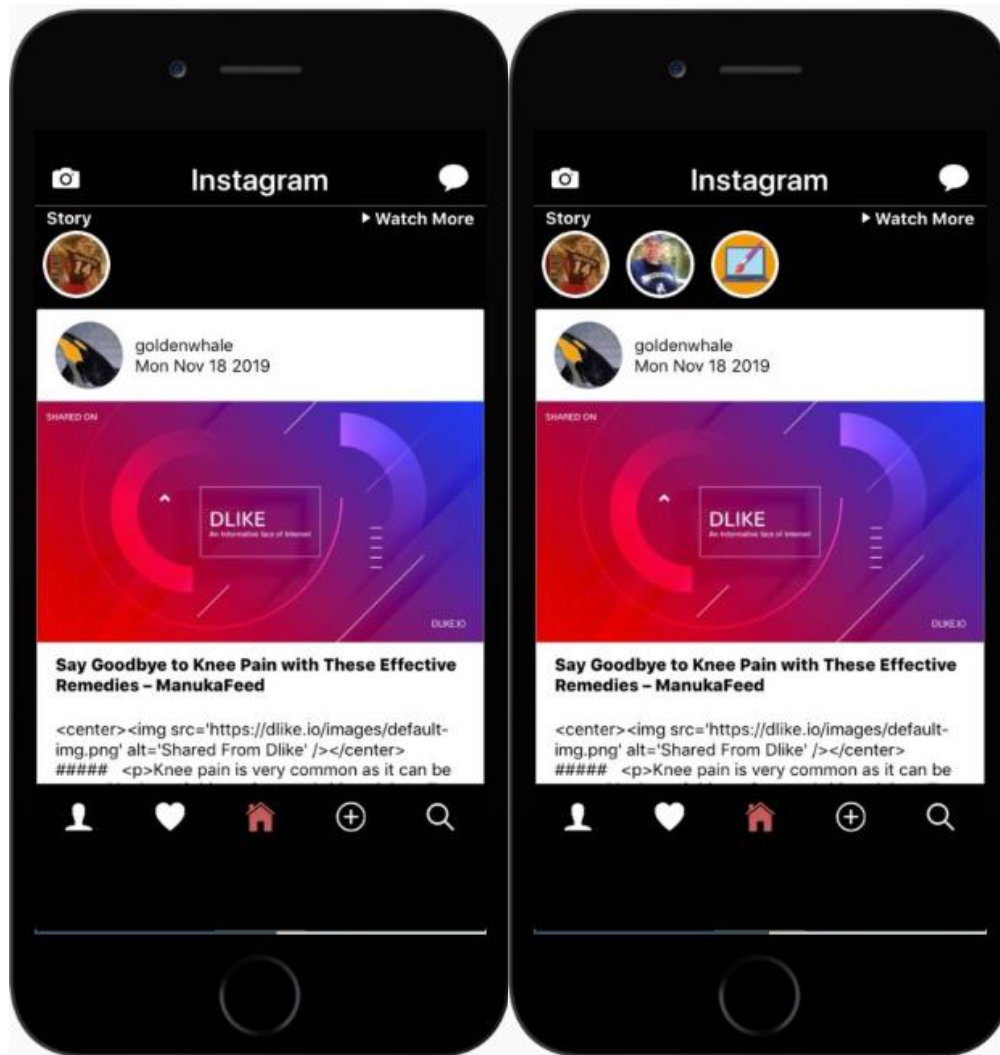 Instagram
Story
Watch More
goldenwhale
Mon Nov 18 2019
SHARED ON
DLIKE
An Informative face of Internet
DLIKE.IO
Say Goodbye to Knee Pain with These Effective
Remedies – ManukaFeed
<center><img src='https://dlike.io/images/default-
img.png' alt='Shared From Dlike' /></center>
##### <p>Knee pain is very common as it can be
Instagram
Story
Watch More
14
goldenwhale
Mon Nov 18 2019
SHARED ON
DLIKE
An Informative face of Internet
DLIKE.IO
Say Goodbye to Knee Pain with These Effective
Remedies – ManukaFeed
<center><img src='https://dlike.io/images/default-
img.png' alt='Shared From Dlike' /></center>
##### <p>Knee pain is very common as it can be